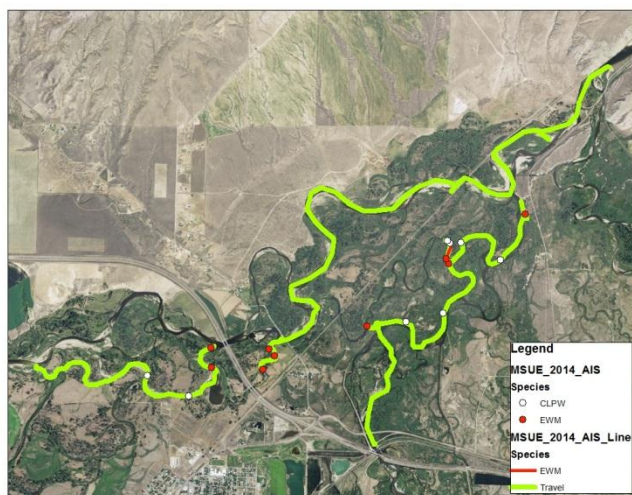 Legend
MSUE_2014_AIS
Species
CLPW
EWM
MSUE_2014_AIS_Line
Species
EWM
Travel